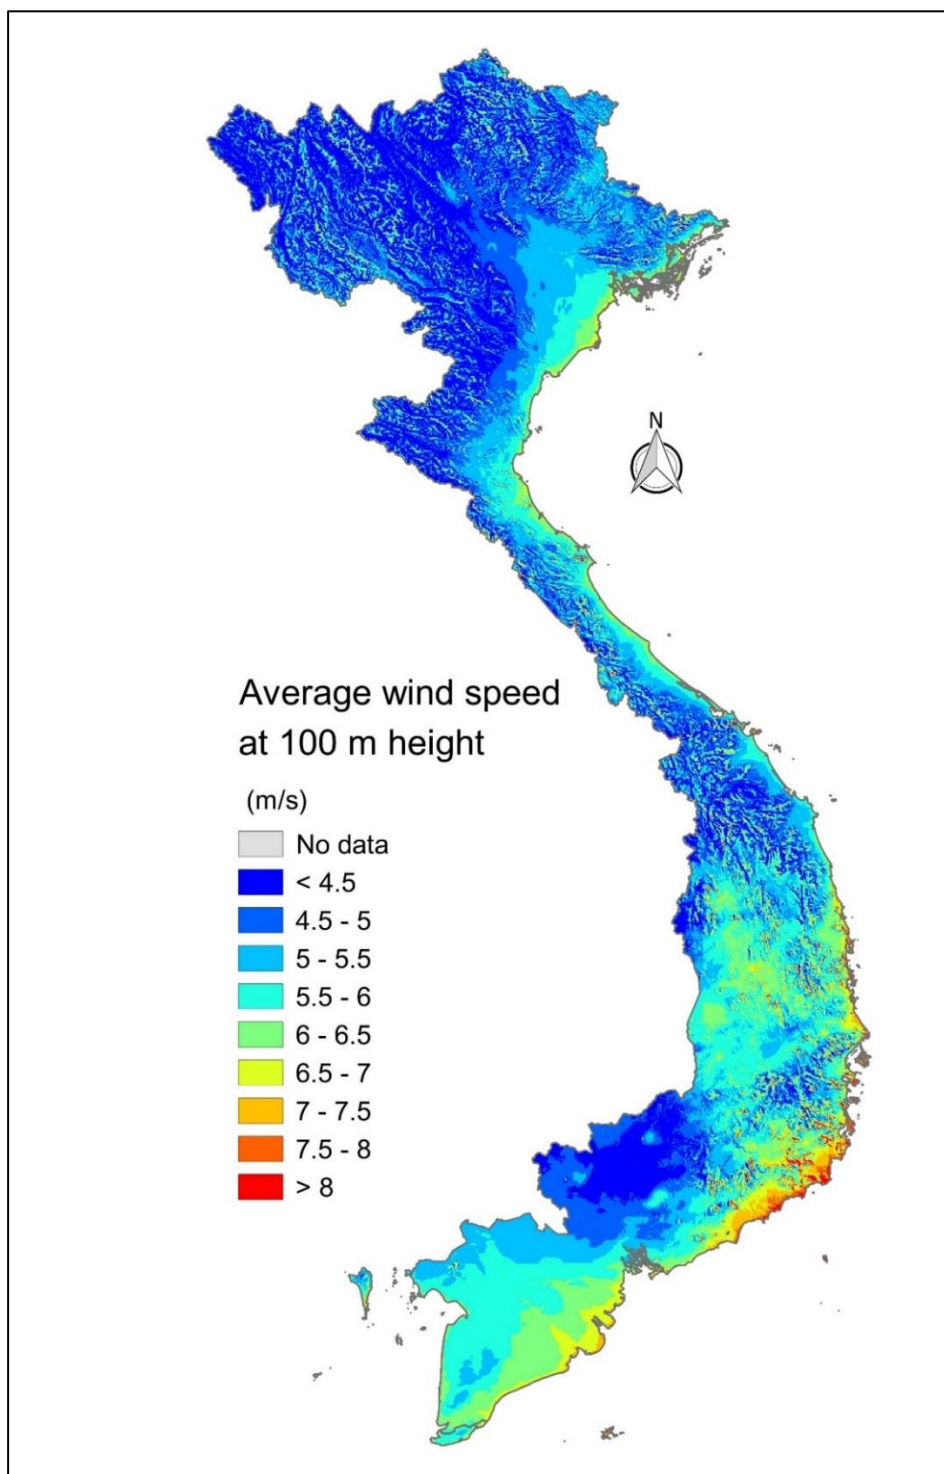 N
Average wind speed
at 100 m height
(m/s)
No data
< 4.5
4.5 - 5
5 - 5.5
5.5 - 6
6 - 6.5
6.5 - 7
7 - 7.5
7.5 - 8
> 8